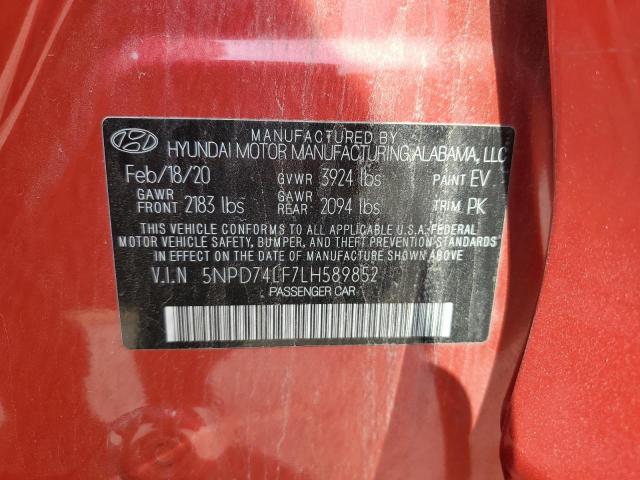 MANUFACTURED BY
HYUNDAI MOTOR MANUFACTURING ALABAMA, LLC
Feb/18/20 GVWR 3924 lbs PAINT EV
GAWR FRONT 2183 lbs GAWR REAR 2094 lbs TRIM PK
THIS VEHICLE CONFORMS TO ALL APPLICABLE U.S.A. FEDERAL
MOTOR VEHICLE SAFETY, BUMPER, AND THEFT PREVENTION
STANDARDS IN EFFECT ON THE DATE OF MANUFACTURE SHOWN ABOVE
V.I.N 5NPD74LF7LH589852
PASSENGER CAR